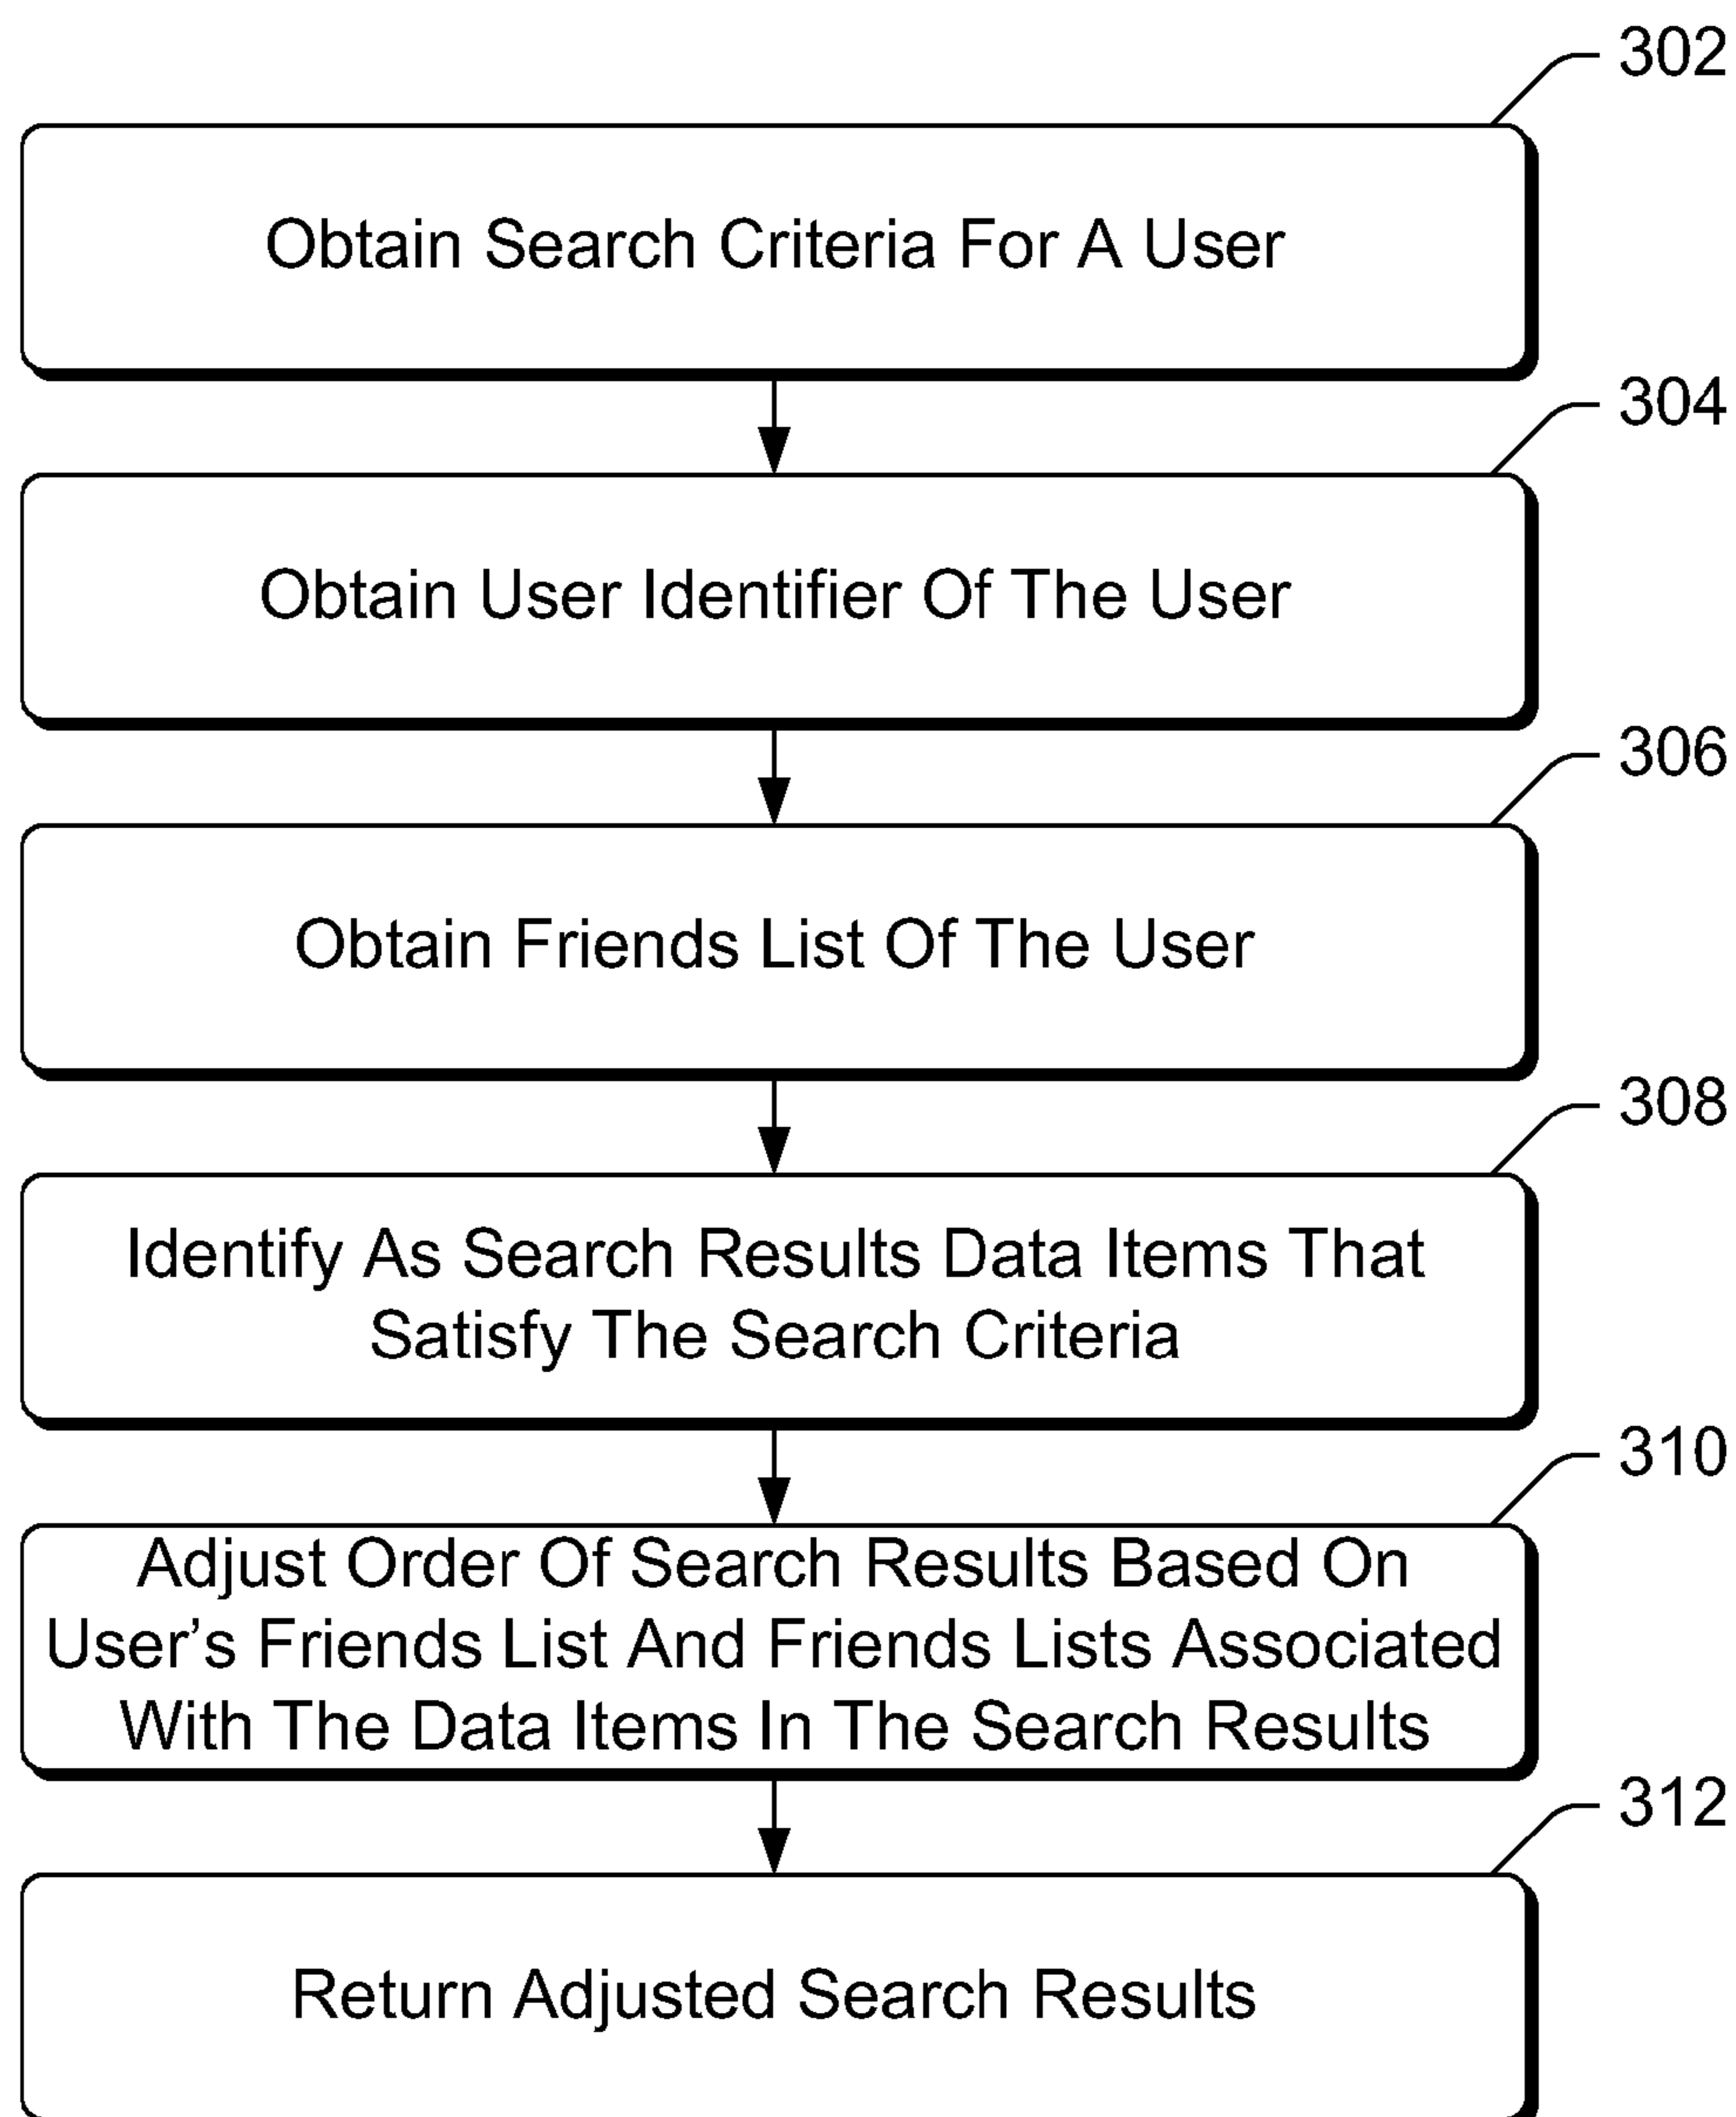 302
Obtain Search Criteria For A User
304
Obtain User Identifier Of The User
306
Obtain Friends List Of The User
308
Identify As Search Results Data Items That
Satisfy The Search Criteria
310
Adjust Order Of Search Results Based On
User’s Friends List And Friends Lists Associated
With The Data Items In The Search Results
312
Return Adjusted Search Results